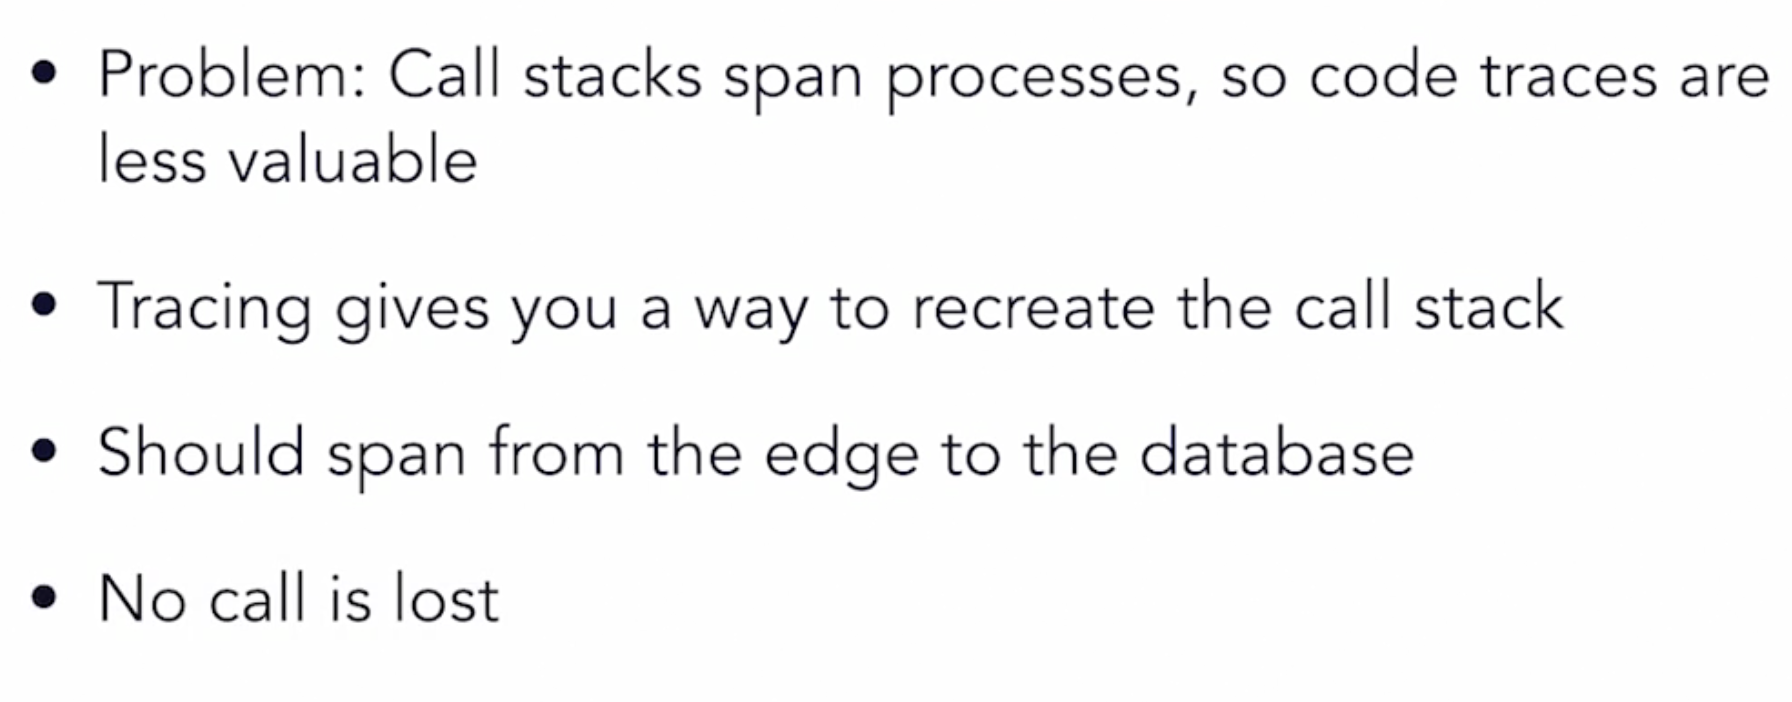 • Problem: Call stacks span processes, so code traces are
less valuable
• Tracing gives you a way to recreate the call stack
• Should span from the edge to the database
• No call is lost